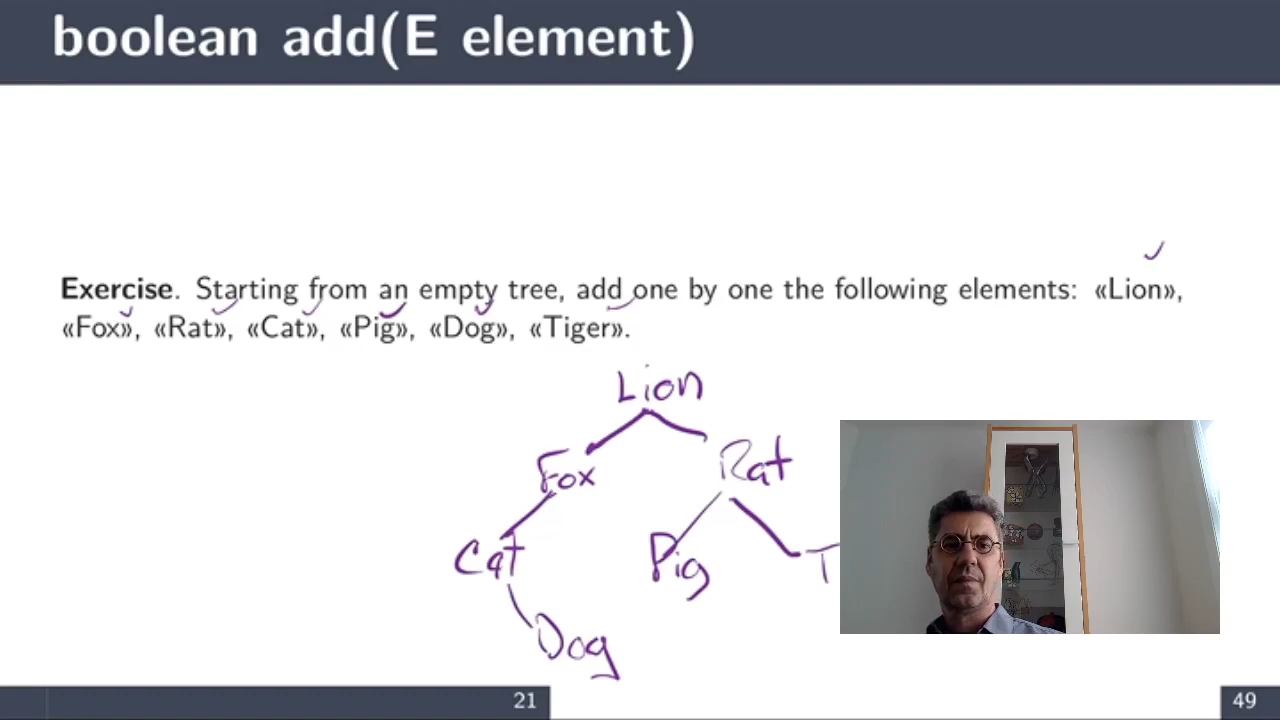 boolean add(E element)
Exercise. Starting from an empty tree, add one by one the following elements: «Lion»,
«Fox», «Rat», «Cat», «Pig», «Dog», «Tiger».
Lion
Fox Rat
Cat Pig T
Dog
21 49